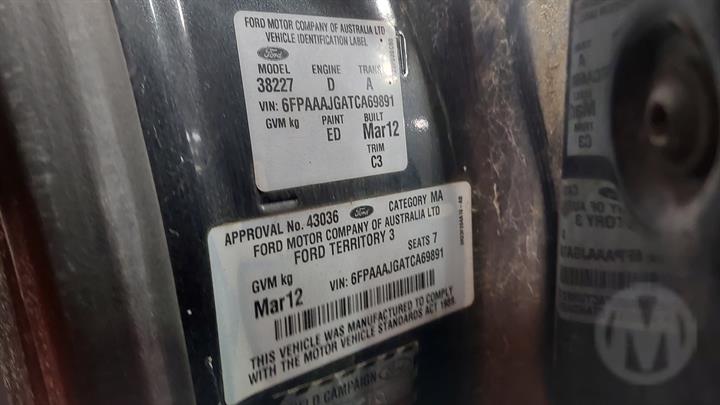 FORD MOTOR COMPANY OF AUSTRALIA LTD
VEHICLE IDENTIFICATION LABEL
Ford
MODEL ENGINE TRANS
38227 D A
VIN: 6FPAAAJGATCA69891
GVM kg PAINT BUILT
ED Mar12
TRIM
C3
APPROVAL No. 43036 Ford CATEGORY MA
FORD MOTOR COMPANY OF AUSTRALIA LTD
FORD TERRITORY 3
GVM kg SEATS 7
Mar12 VIN: 6FPAAAJGATCA69891
THIS VEHICLE WAS MANUFACTURED TO COMPLY
WITH THE MOTOR VEHICLE STANDARDS ACT 1989.
CAMPAIGN
M